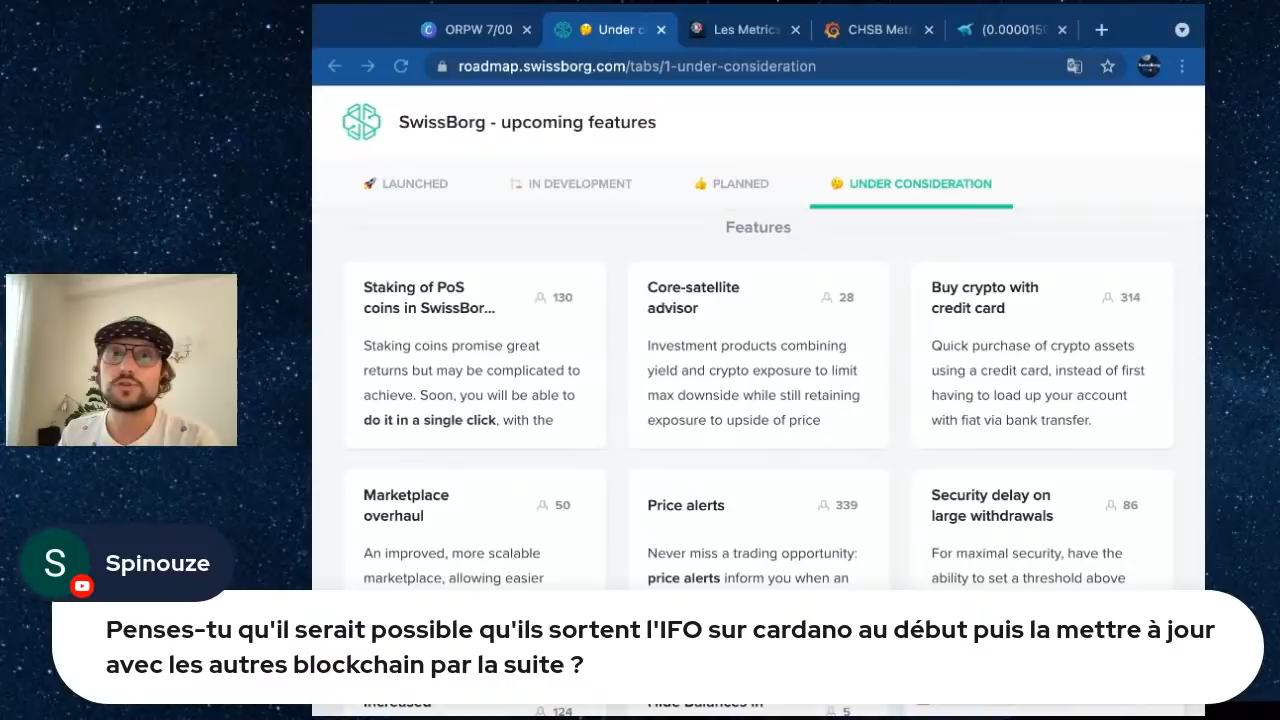 ORPW 7/00
Under c
Les Metrics
CHSB Metr
(0.0000150
roadmap.swissborg.com/tabs/1-under-consideration
SwissBorg - upcoming features
LAUNCHED
IN DEVELOPMENT
PLANNED
UNDER CONSIDERATION
Features
Staking of PoS
coins in SwissBor...
130
Staking coins promise great
returns but may be complicated to
achieve. Soon, you will be able to
do it in a single click, with the
Core-satellite
advisor
28
Investment products combining
yield and crypto exposure to limit
max downside while still retaining
exposure to upside of price
Buy crypto with
credit card
314
Quick purchase of crypto assets
using a credit card, instead of first
having to load up your account
with fiat via bank transfer.
Marketplace
overhaul
50
An improved, more scalable
marketplace, allowing easier
Price alerts
339
Never miss a trading opportunity:
price alerts inform you when an
Security delay on
large withdrawals
86
For maximal security, have the
ability to set a threshold above
S
Spinouze
Penses-tu qu'il serait possible qu'ils sortent l'IFO sur cardano au début puis la mettre à jour
avec les autres blockchain par la suite ?
Increased
124
Hide Balances in
5